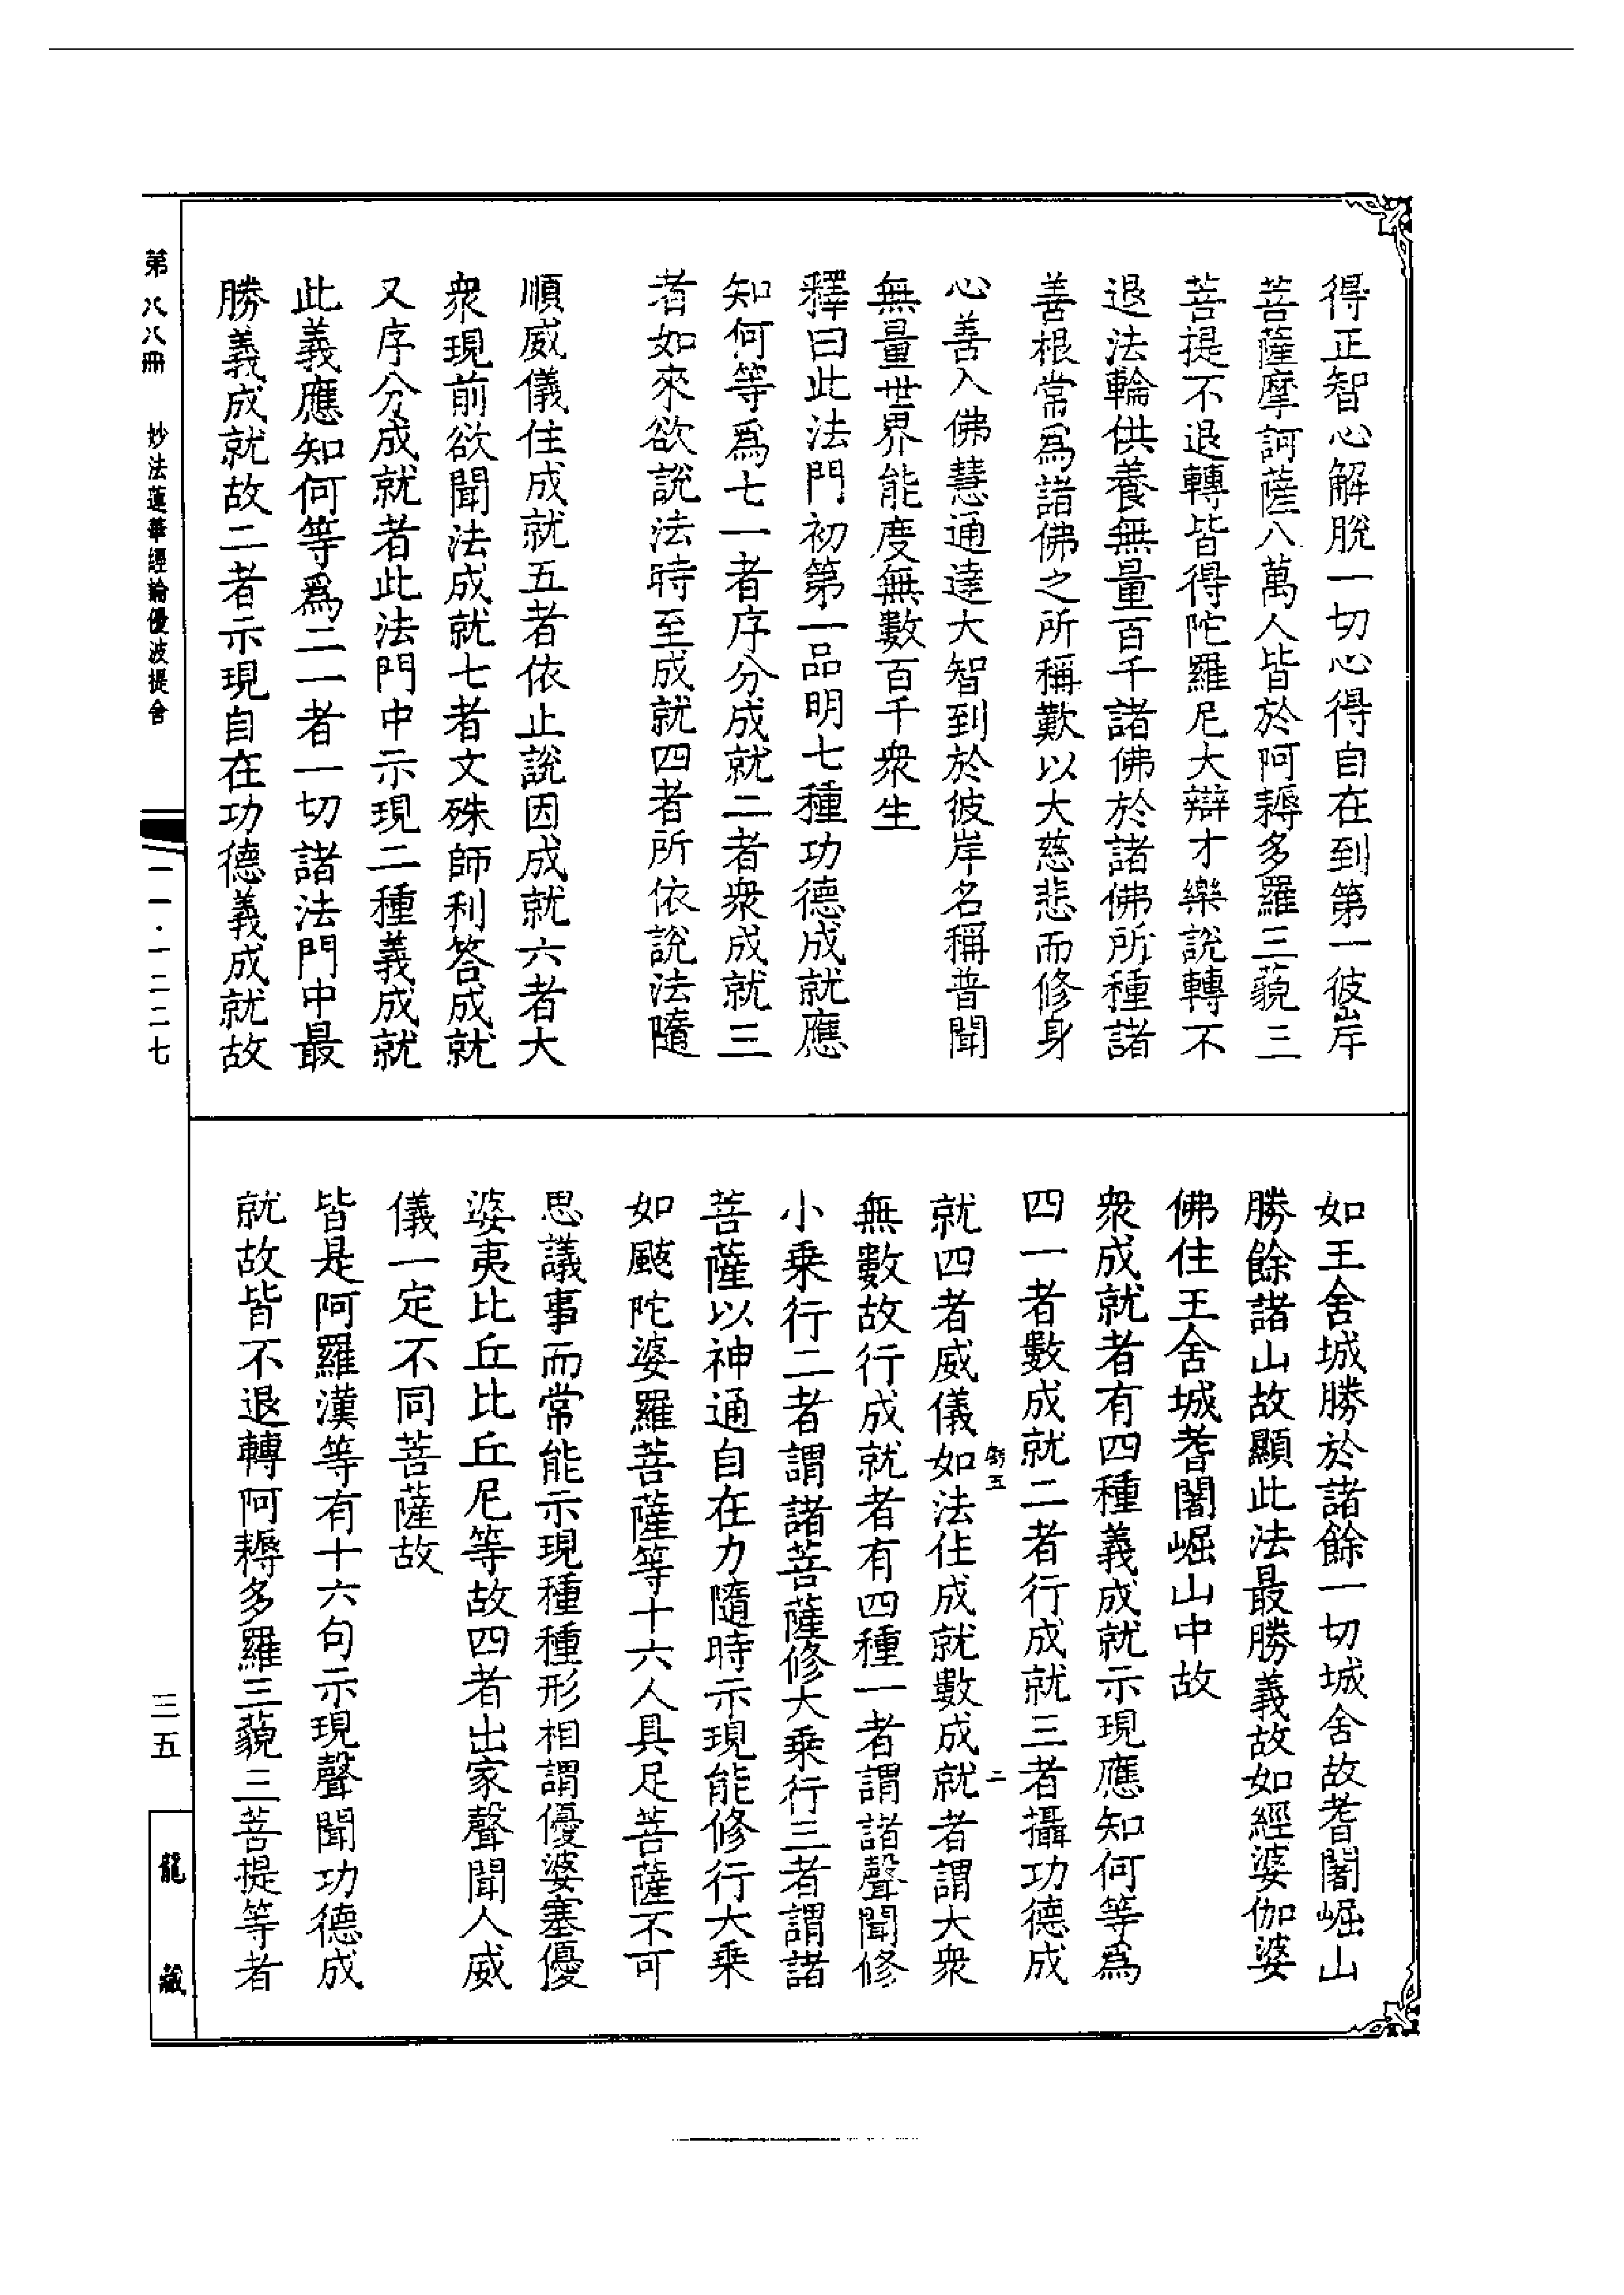 得正智心解脫一切心得自在到第一彼岸
菩薩摩訶薩八萬人皆於阿耨多羅三藐三
菩提不退轉皆得陀羅尼大辯才樂說轉不
退法輪供養無量百千諸佛於諸佛所種諸
善根常為諸佛之所稱歎以大慈悲而修身
心善入佛慧通達大智到於彼岸名稱普聞
無量世界能度無數百千衆生
釋曰此法門初第一品明七種功德成就應
知何等為七一者序分成就二者衆成就三
者如來欲說法時至成就四者所依說法隨
順威儀住成就五者依止說因成就六者大
衆現前欲聞法成就七者文殊師利答成就
又序分成就者此法門中示現二種義成就
此義應知何等為二一者一切諸法門中最
勝義成就故二者示現自在功德義成就故
如王舍城勝於諸餘一切城舍故耆闍崛山
勝餘諸山故顯此法最勝義故如經婆伽婆
佛住王舍城耆闍崛山中故
衆成就者有四種義成就示現應知何等為
四一者數成就二者行成就三者攝功德成
就四者威儀如法住成就數成就者謂大衆
無數故行成就者有四種一者謂諸聲聞修
小乗行二者謂諸菩薩修大乗行三者謂諸
菩薩以神通自在力隨時示現能修行大乗
如颰陀婆羅菩薩等十六人具足菩薩不可
思議事而常能示現種種形相謂優婆塞優
婆夷比丘比丘尼等故四者出家聲聞人威
儀一定不同菩薩故
皆是阿羅漢等有十六句示現聲聞功德成
就故皆不退轉阿耨多羅三藐三菩提等者
第八八冊
妙法蓮華經論優波提舍
一一·一二二七
三五
龍藏
五
二